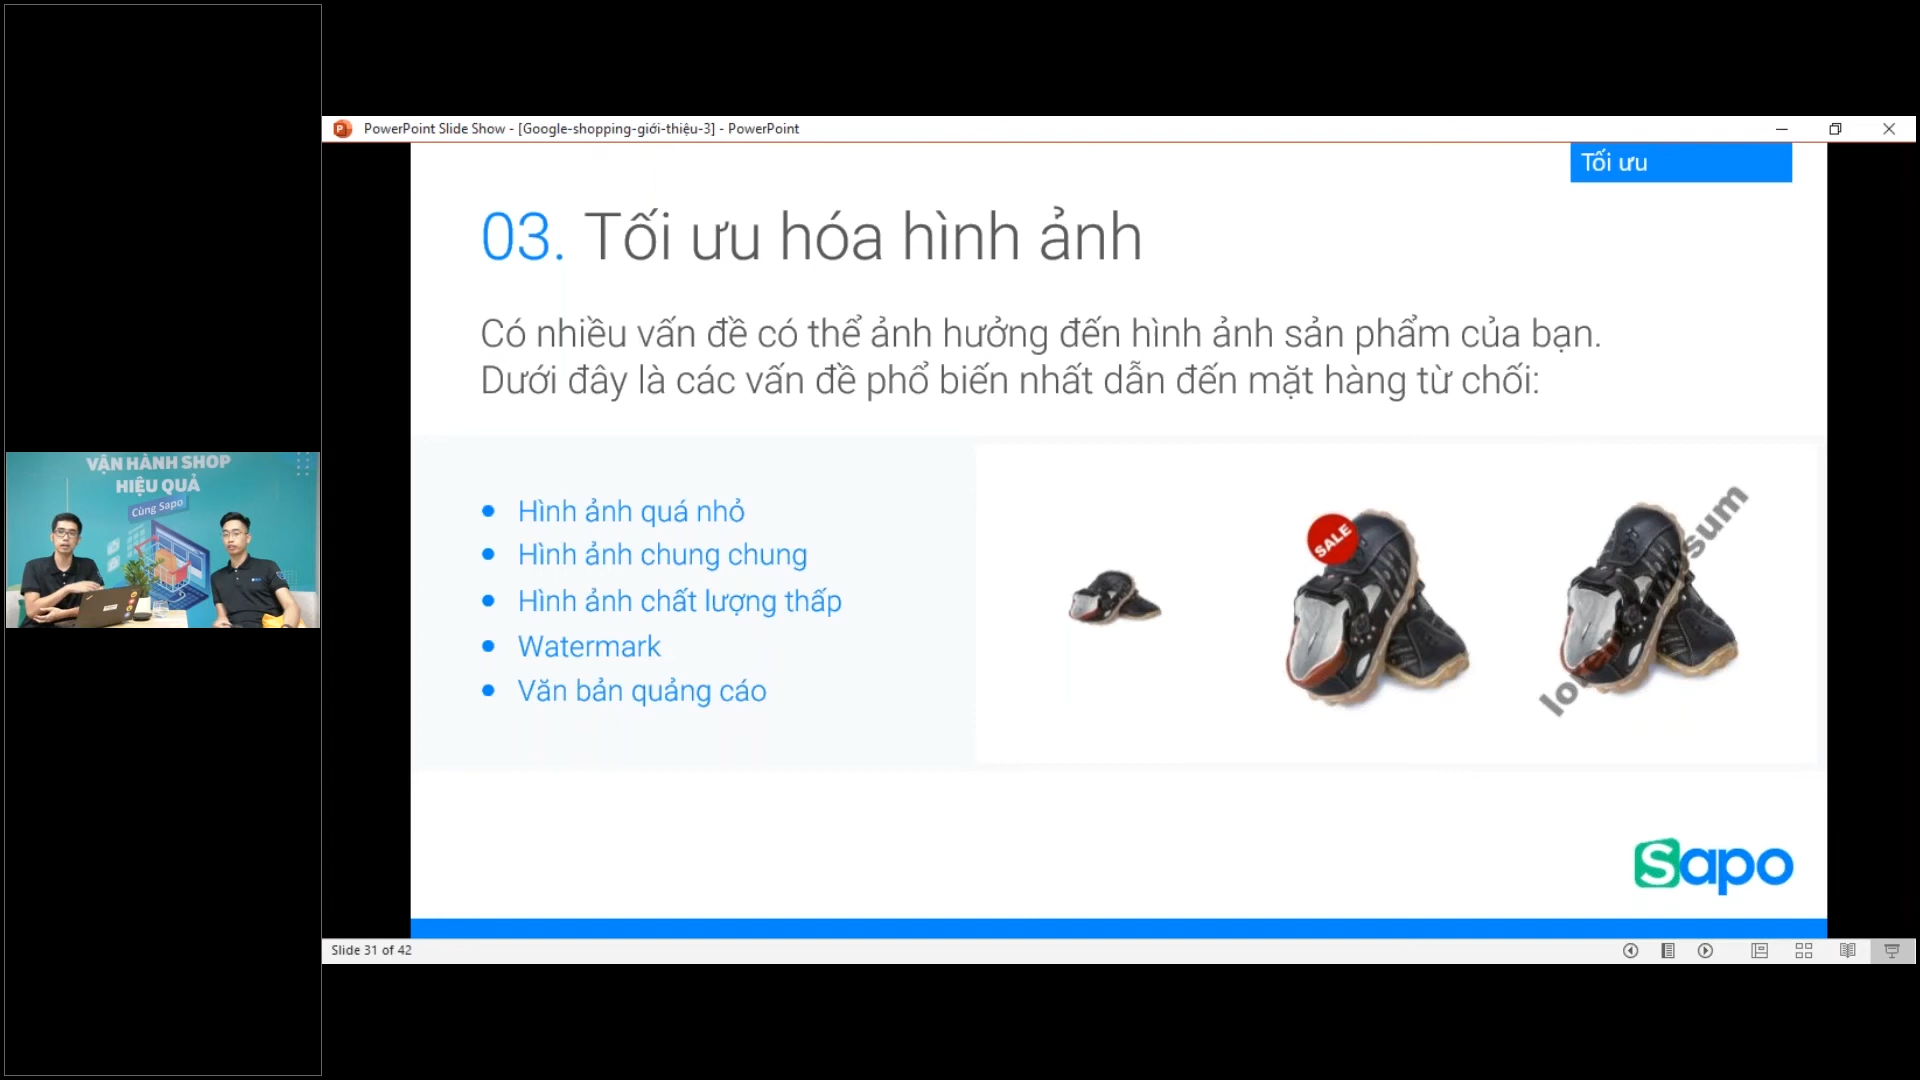 PowerPoint Slide Show - [Google-shopping-giới-thiệu-3] - PowerPoint
Tối ưu
03. Tối ưu hóa hình ảnh
Có nhiều vấn đề có thể ảnh hưởng đến hình ảnh sản phẩm của bạn.
Dưới đây là các vấn đề phổ biến nhất dẫn đến mặt hàng từ chối:
VẬN HÀNH SHOP
HIỆU QUẢ
Cùng Sapo
Hình ảnh quá nhỏ
Hình ảnh chung chung
Hình ảnh chất lượng thấp
Watermark
Văn bản quảng cáo
SALE
lo sum
Sapo
Slide 31 of 42